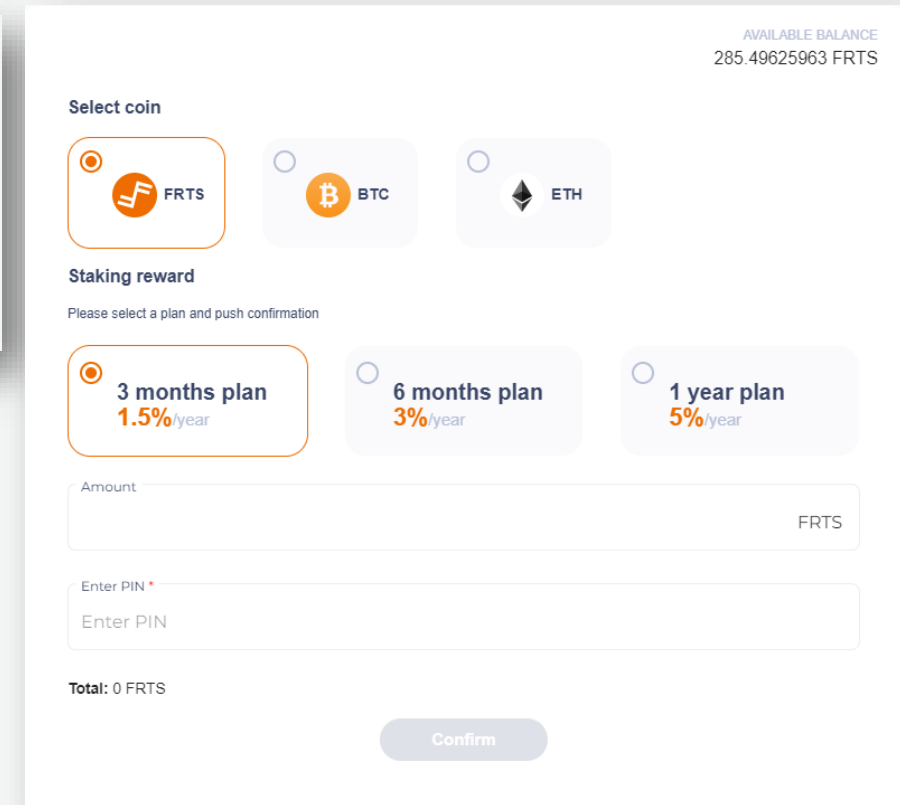 AVAILABLE BALANCE
285.49625963 FRTS
Select coin
FRTS
BTC
ETH
Staking reward
Please select a plan and push confirmation
3 months plan
1.5%/year
6 months plan
3%/year
1 year plan
5%/year
Amount
FRTS
Enter PIN *
Enter PIN
Total: 0 FRTS
Confirm